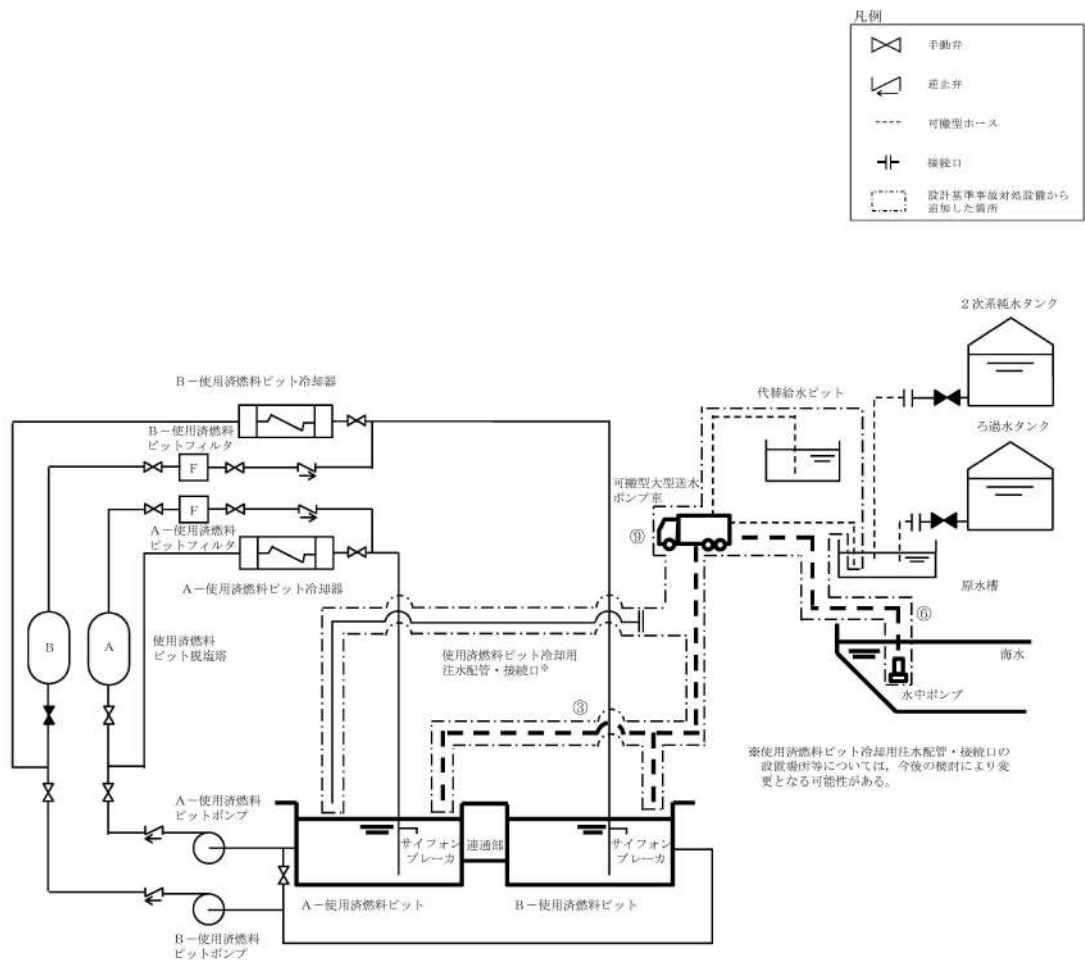 凡例
手動弁
逆止弁
可搬型ホース
接続口
設計基準事故対処設備から
追加した箇所
2次系純水タンク
B－使用済燃料ピット冷却器
代替給水ピット
B－使用済燃料
ピットフィルタ
ろ過水タンク
F
可搬型大型送水
ポンプ車
F
⑨
A－使用済燃料
ピットフィルタ
A－使用済燃料ピット冷却器
原水槽
⑥
B
A
使用済燃料
ピット脱塩塔
使用済燃料ピット冷却用
注水配管・接続口※
海水
水中ポンプ
③
※使用済燃料ピット冷却用注水配管・接続口の
設置場所等については，今後の検討により変
更となる可能性がある。
A－使用済燃料
ピットポンプ
サイフォン
ブレーカ
連通部
サイフォン
ブレーカ
A－使用済燃料ピット
B－使用済燃料ピット
B－使用済燃料
ピットポンプ